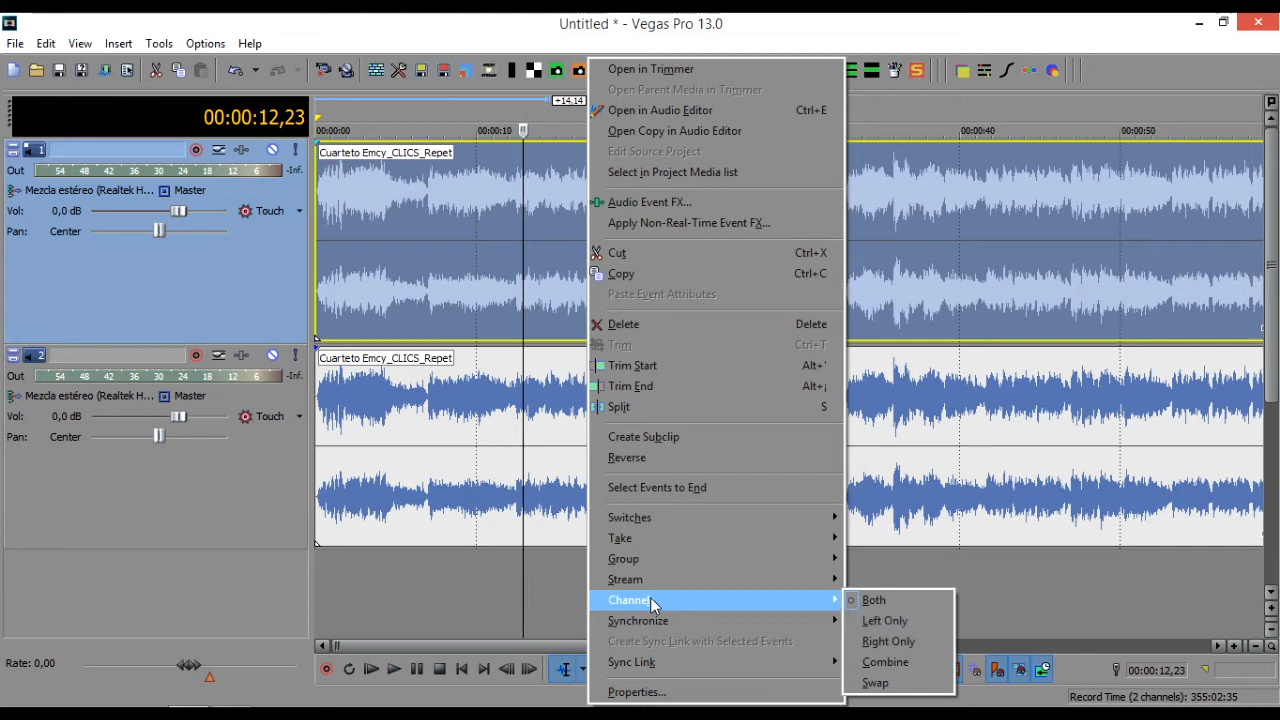 Untitled * - Vegas Pro 13.0
File Edit View Insert Tools Options Help
00:00:12,23
+14,14
00:00:00 00:00:10 00:00:40 00:00:50
1
Out 54 48 42 36 30 24 18 12 6 -Inf.
Mezcla estéreo (Realtek H... Master
Vol: 0,0 dB Touch
Pan: Center
Cuarteto Emcy_CLICS_Repet
2
Out 54 48 42 36 30 24 18 12 6 -Inf.
Mezcla estéreo (Realtek H... Master
Vol: 0,0 dB Touch
Pan: Center
Cuarteto Emcy_CLICS_Repet
Open in Trimmer
Open Parent Media in Trimmer
Open in Audio Editor Ctrl+E
Open Copy in Audio Editor
Edit Source Project
Select in Project Media list
Audio Event FX...
Apply Non-Real-Time Event FX...
Cut Ctrl+X
Copy Ctrl+C
Paste Event Attributes
Delete Delete
Trim Ctrl+T
Trim Start Alt+'
Trim End Alt+¡
Split S
Create Subclip
Reverse
Select Events to End
Switches
Take
Group
Stream
Channel
Synchronize
Create Sync Link with Selected Events
Sync Link
Properties...
Both
Left Only
Right Only
Combine
Swap
Rate: 0,00
00:00:12,23
Record Time (2 channels): 355:02:35